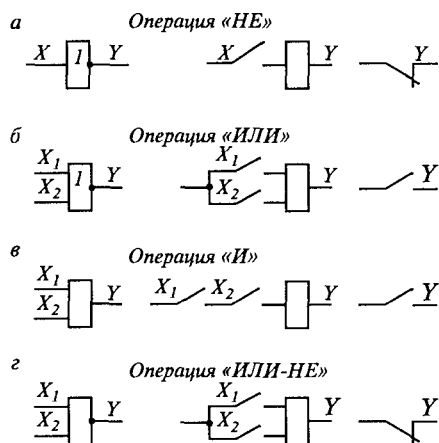 а Операция «НЕ»
X 1 Y X Y Y
б Операция «ИЛИ»
X₁ X₂ 1 Y X₁ X₂ Y Y
в Операция «И»
X₁ X₂ Y X₁ X₂ Y Y
г Операция «ИЛИ-НЕ»
X₁ X₂ Y X₁ X₂ Y Y